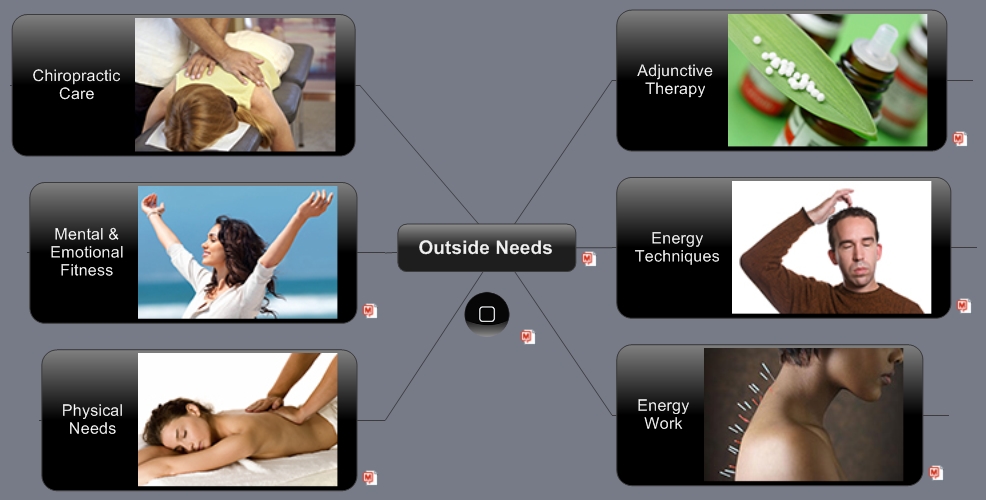 Chiropractic
Care
Mental &
Emotional
Fitness
Physical
Needs
Outside Needs
Adjunctive
Therapy
Energy
Techniques
Energy
Work